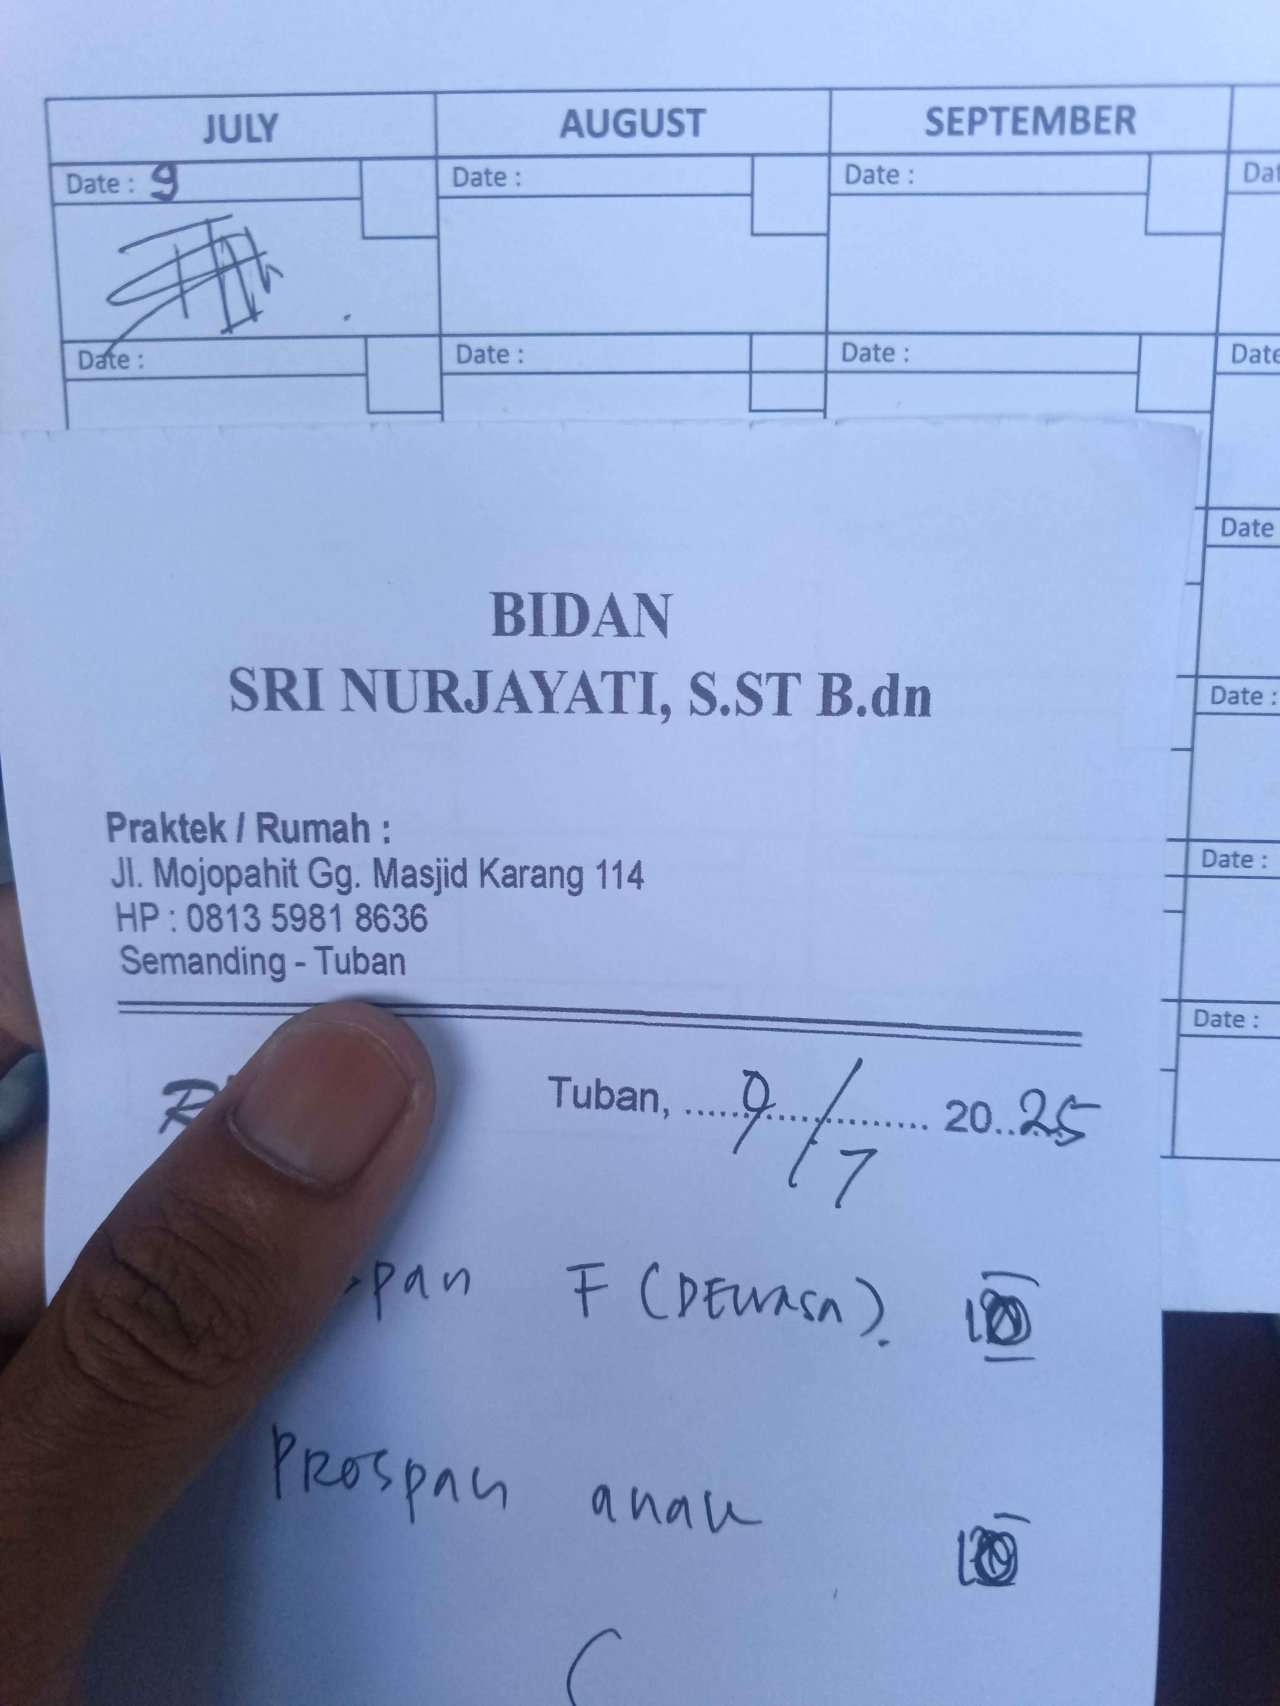 JULY AUGUST SEPTEMBER
Date : 9 Date : Date : Dat
Date : Date : Date : Date
Date
Date :
Date :
Date :
BIDAN
SRI NURJAYATI, S.ST B.dn
Praktek / Rumah :
Jl. Mojopahit Gg. Masjid Karang 114
HP : 0813 5981 8636
Semanding - Tuban
Tuban, ...9/7... 20..25
pan F (DEWASA).
PROSPAN anak